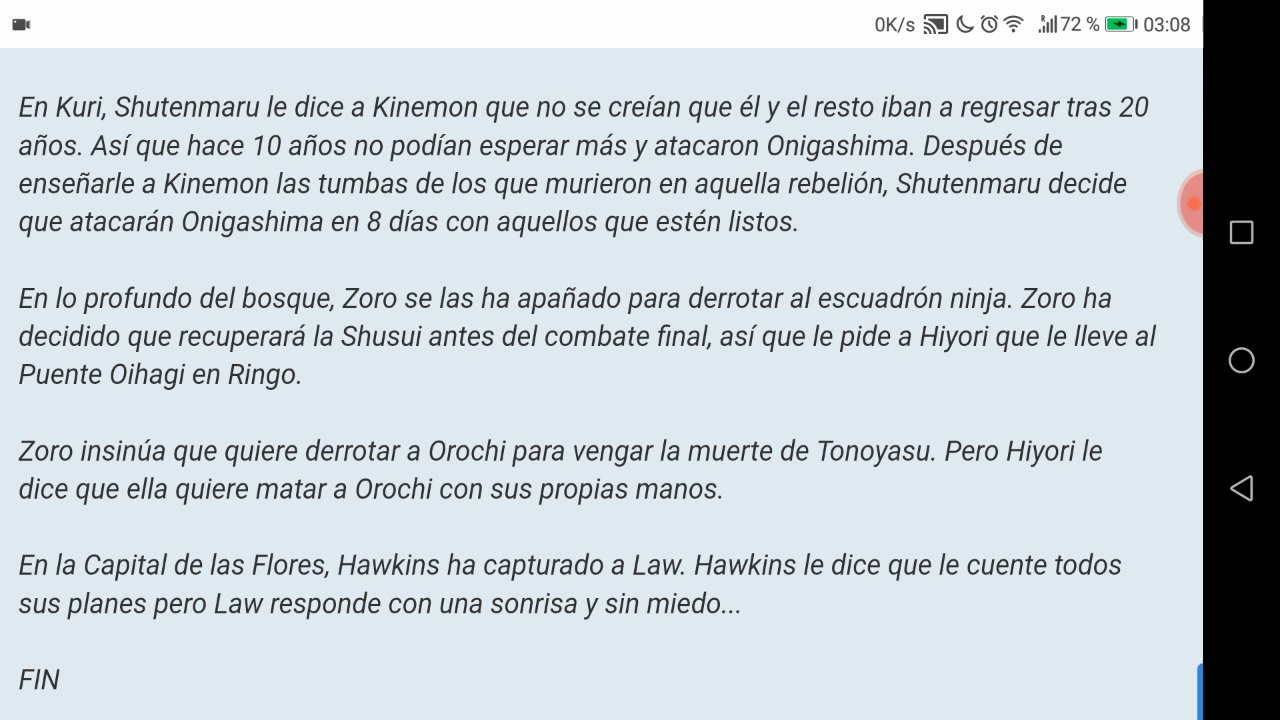 0K/s 72 % 03:08
En Kuri, Shutenmaru le dice a Kinemon que no se creían que él y el resto iban a regresar tras 20
años. Así que hace 10 años no podían esperar más y atacaron Onigashima. Después de
enseñarle a Kinemon las tumbas de los que murieron en aquella rebelión, Shutenmaru decide
que atacarán Onigashima en 8 días con aquellos que estén listos.
En lo profundo del bosque, Zoro se las ha apañado para derrotar al escuadrón ninja. Zoro ha
decidido que recuperará la Shusui antes del combate final, así que le pide a Hiyori que le lleve al
Puente Oihagi en Ringo.
Zoro insinúa que quiere derrotar a Orochi para vengar la muerte de Tonoyasu. Pero Hiyori le
dice que ella quiere matar a Orochi con sus propias manos.
En la Capital de las Flores, Hawkins ha capturado a Law. Hawkins le dice que le cuente todos
sus planes pero Law responde con una sonrisa y sin miedo...
FIN